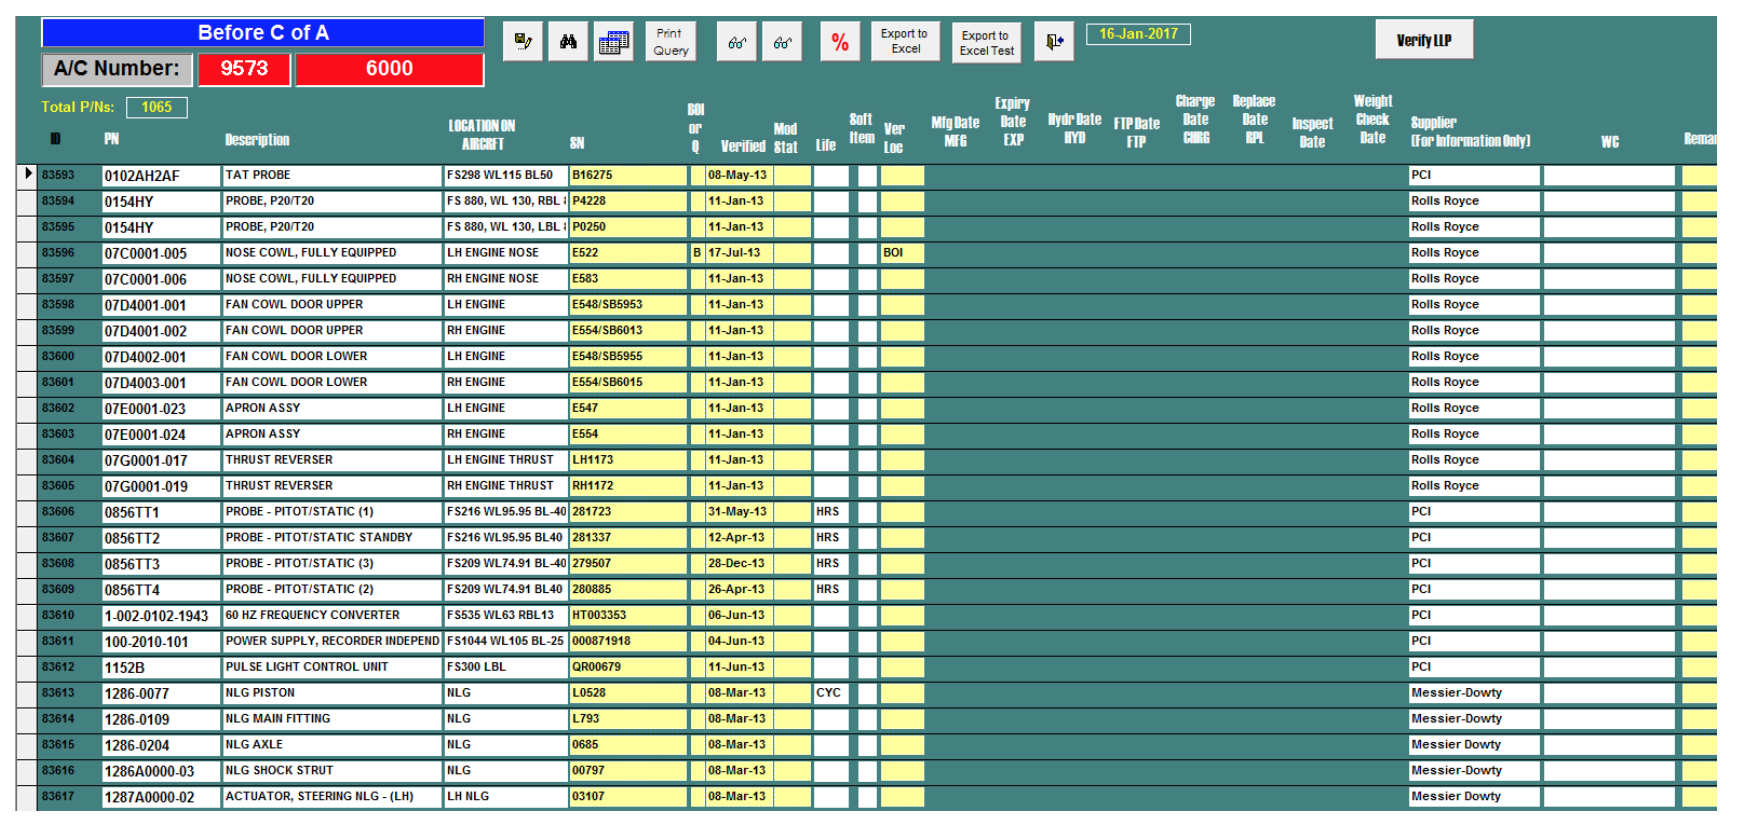 Before C of A
A/C Number: 9573 6000
Print Query
%
Export to Excel
Export to Excel Test
16-Jan-2017
Verify LLP
Total P/Ns: 1065
ID PN Description LOCATION ON AIRCRFT SN BOI or Q Verified Mod Stat Life Soft Item Ver Loc Mfg Date MFG Expiry Date EXP Hydr Date HYD FTP Date FTP Charge Date CHRG Replace Date RPL Inspect Date Weight Check Date Supplier (For Information Only) WC Remar
83593 0102AH2AF TAT PROBE FS298 WL115 BL50 B16275 08-May-13 PCI
83594 0154HY PROBE, P20/T20 FS 880, WL 130, RBL P4228 11-Jan-13 Rolls Royce
83595 0154HY PROBE, P20/T20 FS 880, WL 130, LBL P0250 11-Jan-13 Rolls Royce
83596 07C0001-005 NOSE COWL, FULLY EQUIPPED LH ENGINE NOSE E522 B 17-Jul-13 BOI Rolls Royce
83597 07C0001-006 NOSE COWL, FULLY EQUIPPED RH ENGINE NOSE E583 11-Jan-13 Rolls Royce
83598 07D4001-001 FAN COWL DOOR UPPER LH ENGINE E548/SB5953 11-Jan-13 Rolls Royce
83599 07D4001-002 FAN COWL DOOR UPPER RH ENGINE E554/SB6013 11-Jan-13 Rolls Royce
83600 07D4002-001 FAN COWL DOOR LOWER LH ENGINE E548/SB5955 11-Jan-13 Rolls Royce
83601 07D4003-001 FAN COWL DOOR LOWER RH ENGINE E554/SB6015 11-Jan-13 Rolls Royce
83602 07E0001-023 APRON ASSY LH ENGINE E547 11-Jan-13 Rolls Royce
83603 07E0001-024 APRON ASSY RH ENGINE E554 11-Jan-13 Rolls Royce
83604 07G0001-017 THRUST REVERSER LH ENGINE THRUST LH1173 11-Jan-13 Rolls Royce
83605 07G0001-019 THRUST REVERSER RH ENGINE THRUST RH1172 11-Jan-13 Rolls Royce
83606 0856TT1 PROBE - PITOT/STATIC (1) FS216 WL95.95 BL-40 281723 31-May-13 HRS PCI
83607 0856TT2 PROBE - PITOT/STATIC STANDBY FS216 WL95.95 BL40 281337 12-Apr-13 HRS PCI
83608 0856TT3 PROBE - PITOT/STATIC (3) FS209 WL74.91 BL-40 279507 28-Dec-13 HRS PCI
83609 0856TT4 PROBE - PITOT/STATIC (2) FS209 WL74.91 BL40 280885 26-Apr-13 HRS PCI
83610 1-002-0102-1943 60 HZ FREQUENCY CONVERTER FS535 WL63 RBL13 HT003353 06-Jun-13 PCI
83611 100-2010-101 POWER SUPPLY, RECORDER INDEPEND FS1044 WL105 BL-25 000871918 04-Jun-13 PCI
83612 1152B PULSE LIGHT CONTROL UNIT FS300 LBL QR00679 11-Jun-13 PCI
83613 1286-0077 NLG PISTON NLG L0528 08-Mar-13 CYC Messier-Dowty
83614 1286-0109 NLG MAIN FITTING NLG L793 08-Mar-13 Messier-Dowty
83615 1286-0204 NLG AXLE NLG 0685 08-Mar-13 Messier Dowty
83616 1286A0000-03 NLG SHOCK STRUT NLG 00797 08-Mar-13 Messier-Dowty
83617 1287A0000-02 ACTUATOR, STEERING NLG - (LH) LH NLG 03107 08-Mar-13 Messier Dowty